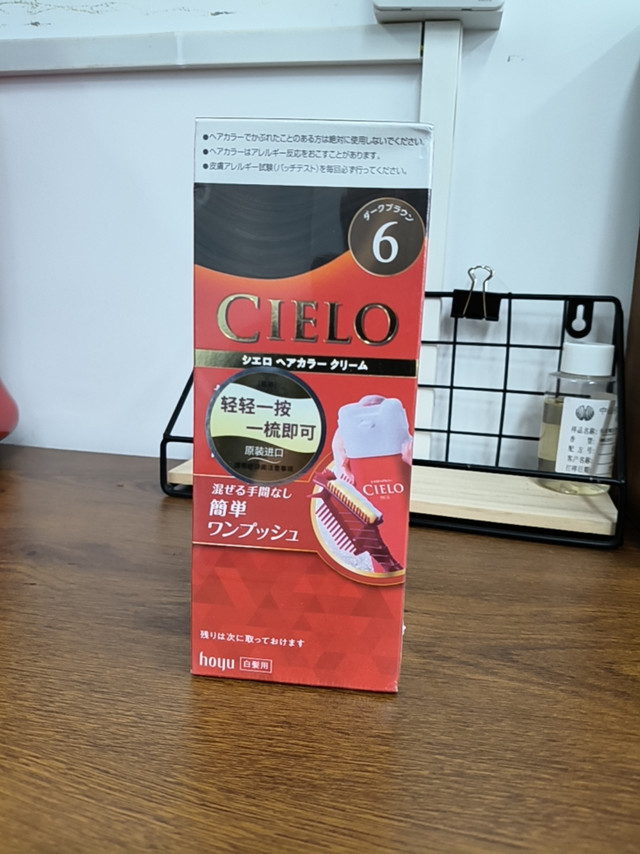 ●ヘアカラーでかぶれたことのある方は絶対に使用しないでください。
●ヘアカラーはアレルギー反応をおこすことがあります。
●皮膚アレルギー試験(パッチテスト)を毎回必ず行ってください。
ダークブラウン
6
CIELO
シエロ ヘアカラー クリーム
轻轻一按
一梳即可
原装进口
CIELO
混ぜる手間なし
簡単
ワンプッシュ
残りは次に取っておけます
hoyu 白髪用
中